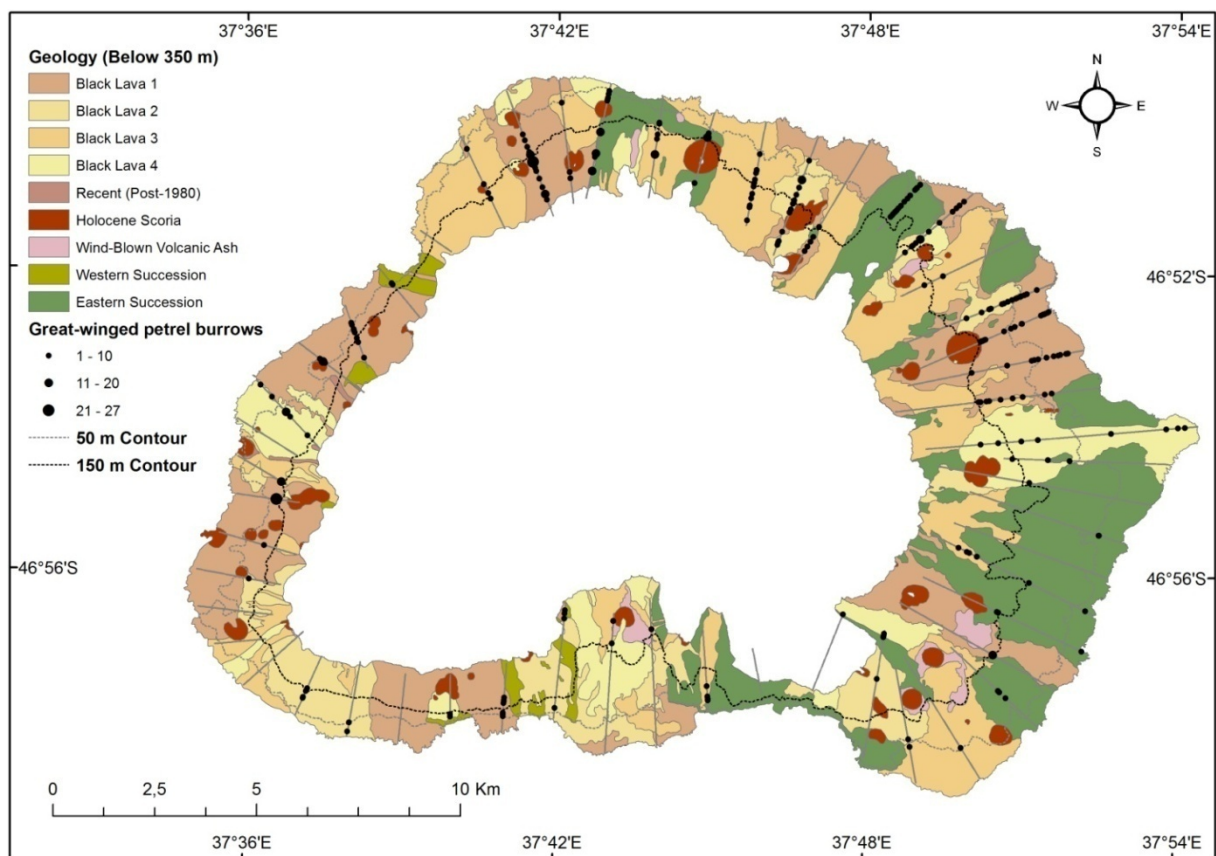 37°36'E 37°42'E 37°48'E 37°54'E
Geology (Below 350 m)
Black Lava 1
Black Lava 2
Black Lava 3
Black Lava 4
Recent (Post-1980)
Holocene Scoria
Wind-Blown Volcanic Ash
Western Succession
Eastern Succession
Great-winged petrel burrows
1 - 10
11 - 20
21 - 27
50 m Contour
150 m Contour
N
W E
S
46°52'S
46°56'S 46°56'S
0 2,5 5 10 Km
37°36'E 37°42'E 37°48'E 37°54'E